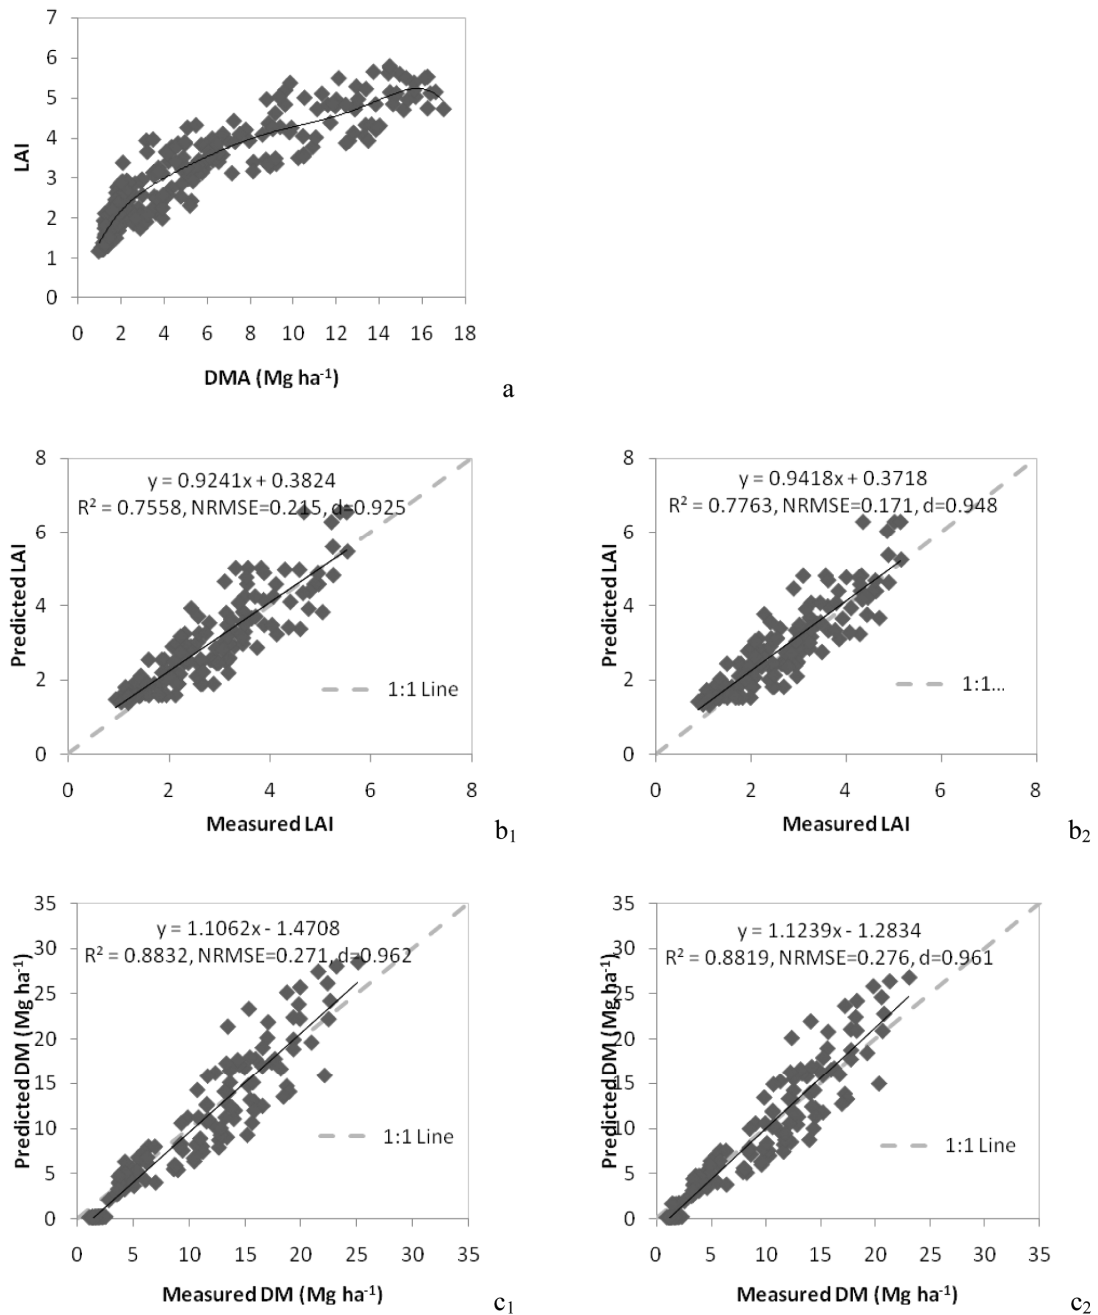 7
6
5
4
3
2
1
0
LAI
0 2 4 6 8 10 12 14 16 18
DMA (Mg ha⁻¹)
a
8
6
4
2
0
Predicted LAI
y = 0.9241x + 0.3824
R² = 0.7558, NRMSE=0.215, d=0.925
1:1 Line
0 2 4 6 8
Measured LAI
b₁
8
6
4
2
0
Predicted LAI
y = 0.9418x + 0.3718
R² = 0.7763, NRMSE=0.171, d=0.948
1:1...
0 2 4 6 8
Measured LAI
b₂
35
30
25
20
15
10
5
0
Predicted DM (Mg ha⁻¹)
y = 1.1062x - 1.4708
R² = 0.8832, NRMSE=0.271, d=0.962
1:1 Line
0 5 10 15 20 25 30 35
Measured DM (Mg ha⁻¹)
c₁
35
30
25
20
15
10
5
0
Predicted DM (Mg ha⁻¹)
y = 1.1239x - 1.2834
R² = 0.8819, NRMSE=0.276, d=0.961
1:1 Line
0 5 10 15 20 25 30 35
Measured DM (Mg ha⁻¹)
c₂